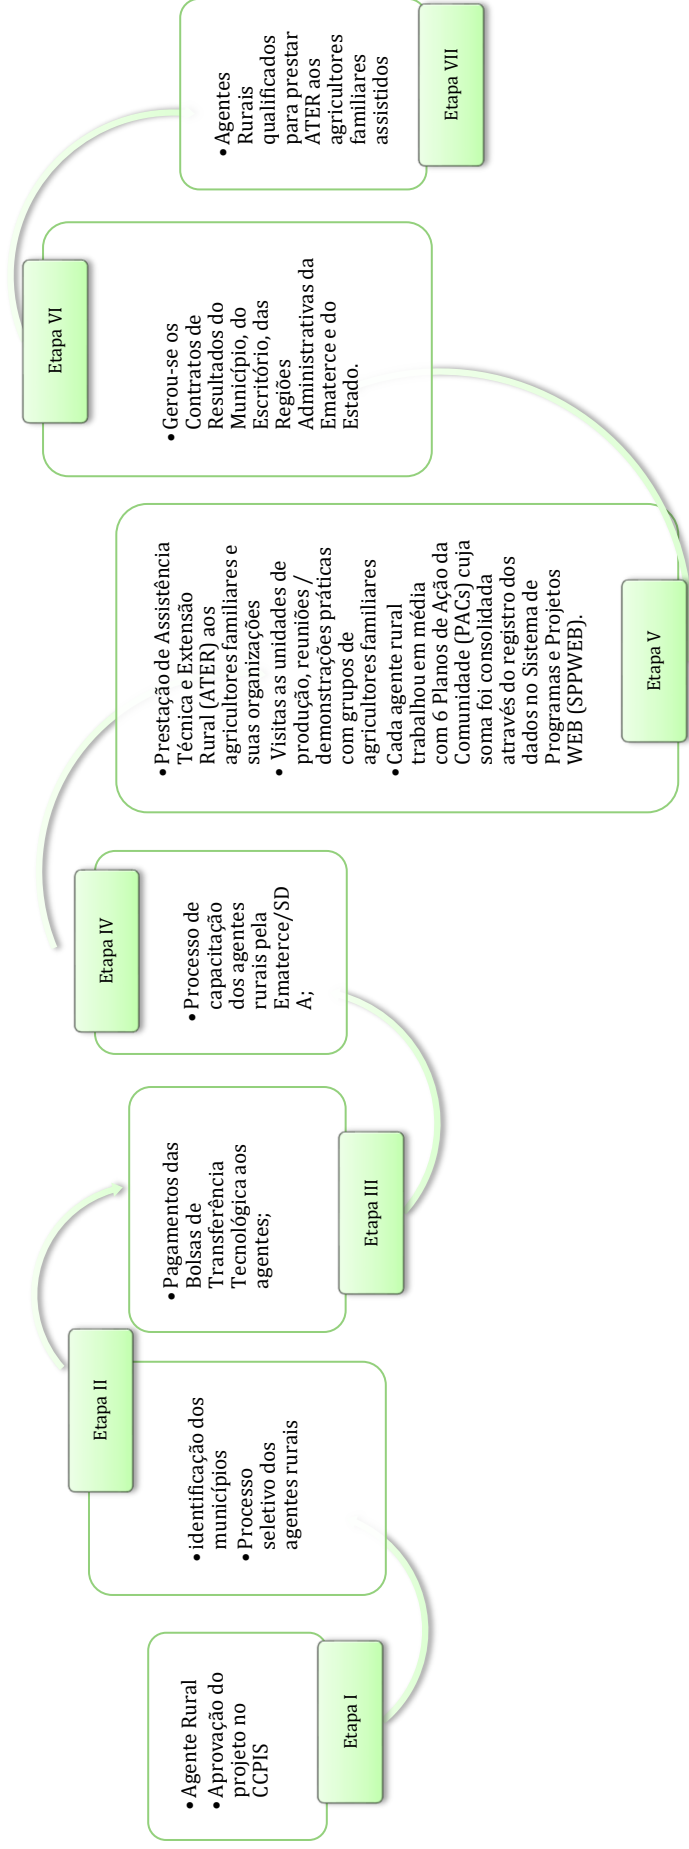 • Agente Rural
• Aprovação do
projeto no
CCPIS
Etapa I
Etapa II
• identificação dos
municípios
• Processo
seletivo dos
agentes rurais
• Pagamentos das
Bolsas de
Transferência
Tecnológica aos
agentes;
Etapa III
Etapa IV
• Processo de
capacitação
dos agentes
rurais pela
Ematerce/SD
A;
• Prestação de Assistência
Técnica e Extensão
Rural (ATER) aos
agricultores familiares e
suas organizações
• Visitas as unidades de
produção, reuniões /
demonstrações práticas
com grupos de
agricultores familiares
• Cada agente rural
trabalhou em média
com 6 Planos de Ação da
Comunidade (PACs) cuja
soma foi consolidada
através do registro dos
dados no Sistema de
Programas e Projetos
WEB (SPPWEB).
Etapa V
Etapa VI
• Gerou-se os
Contratos de
Resultados do
Município, do
Escritório, das
Regiões
Administrativas da
Ematerce e do
Estado.
• Agentes
Rurais
qualificados
para prestar
ATER aos
agricultores
familiares
assistidos
Etapa VII